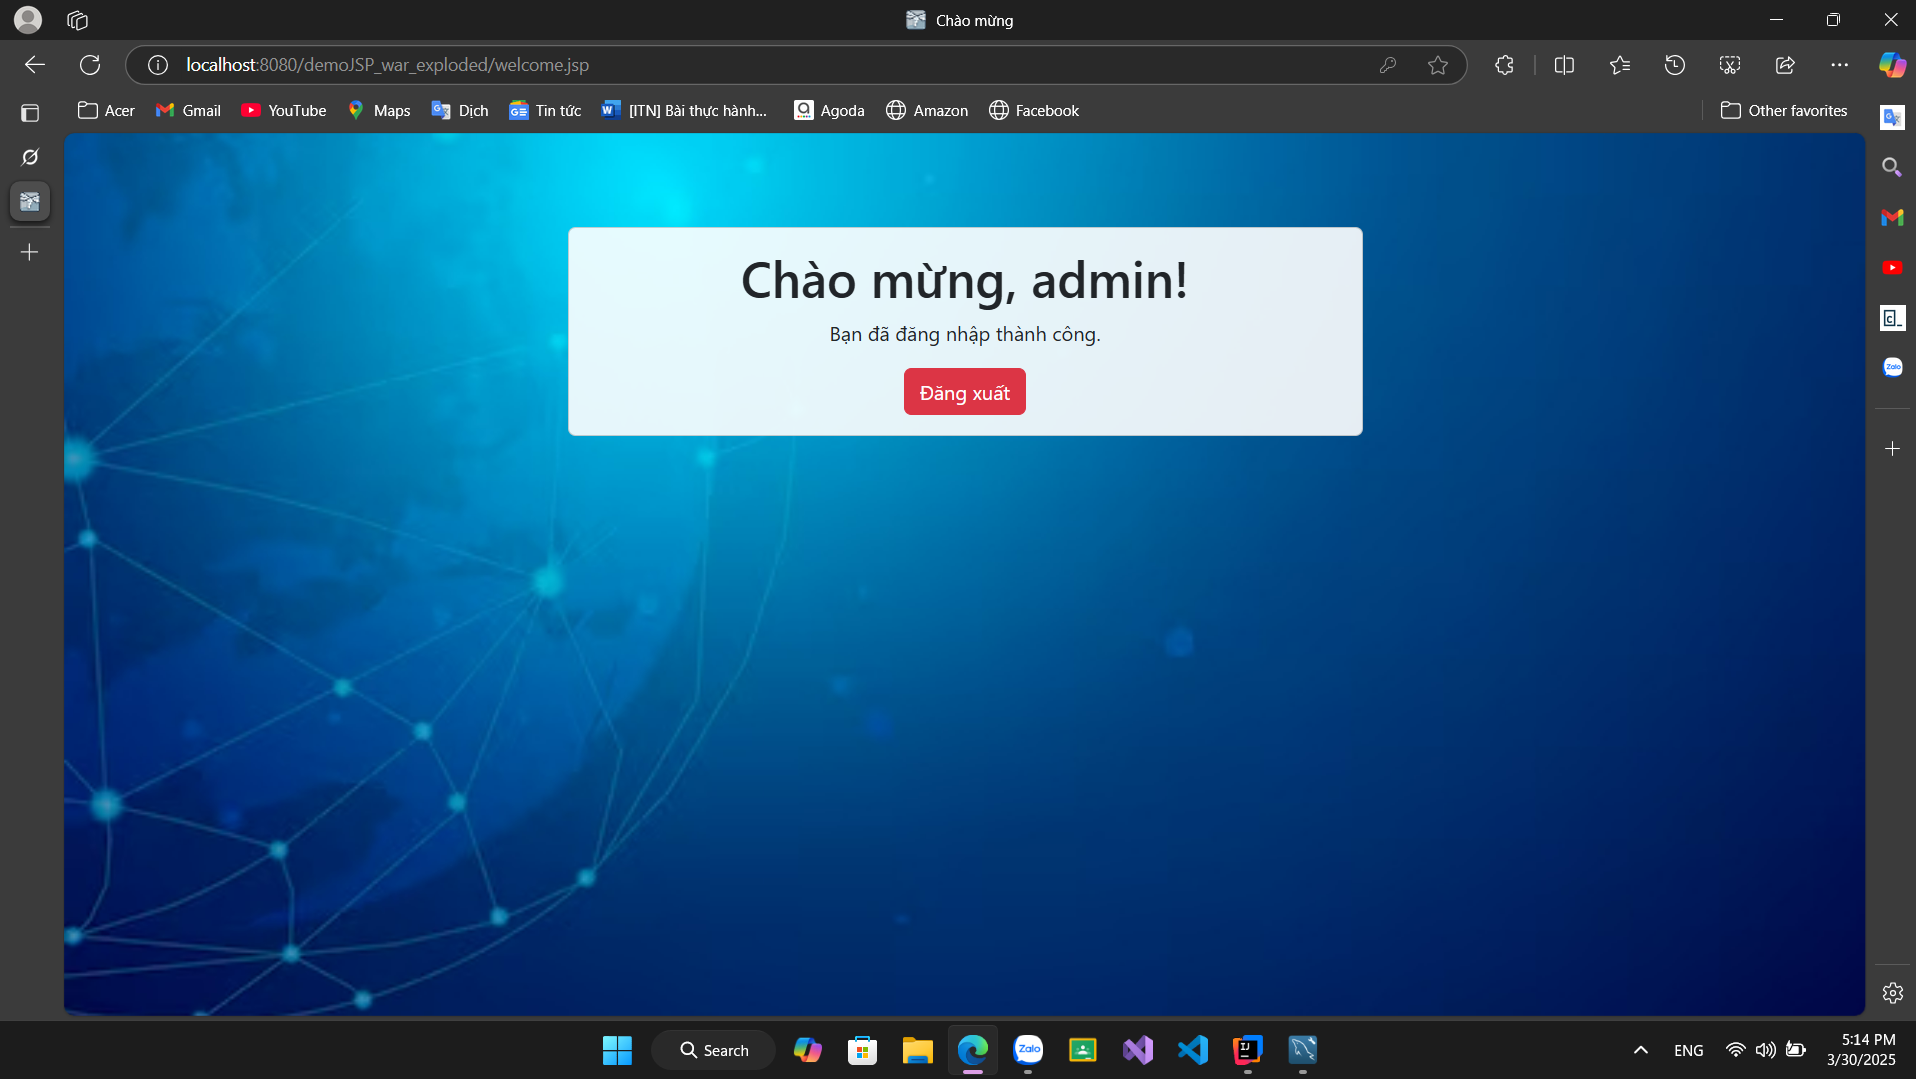 Chào mừng
localhost:8080/demoJSP_war_exploded/welcome.jsp
Acer
Gmail
YouTube
Maps
Dịch
Tin tức
[ITN] Bài thực hành...
Agoda
Amazon
Facebook
Other favorites
Chào mừng, admin!
Bạn đã đăng nhập thành công.
Đăng xuất
Search
Zalo
ENG
5:14 PM
3/30/2025